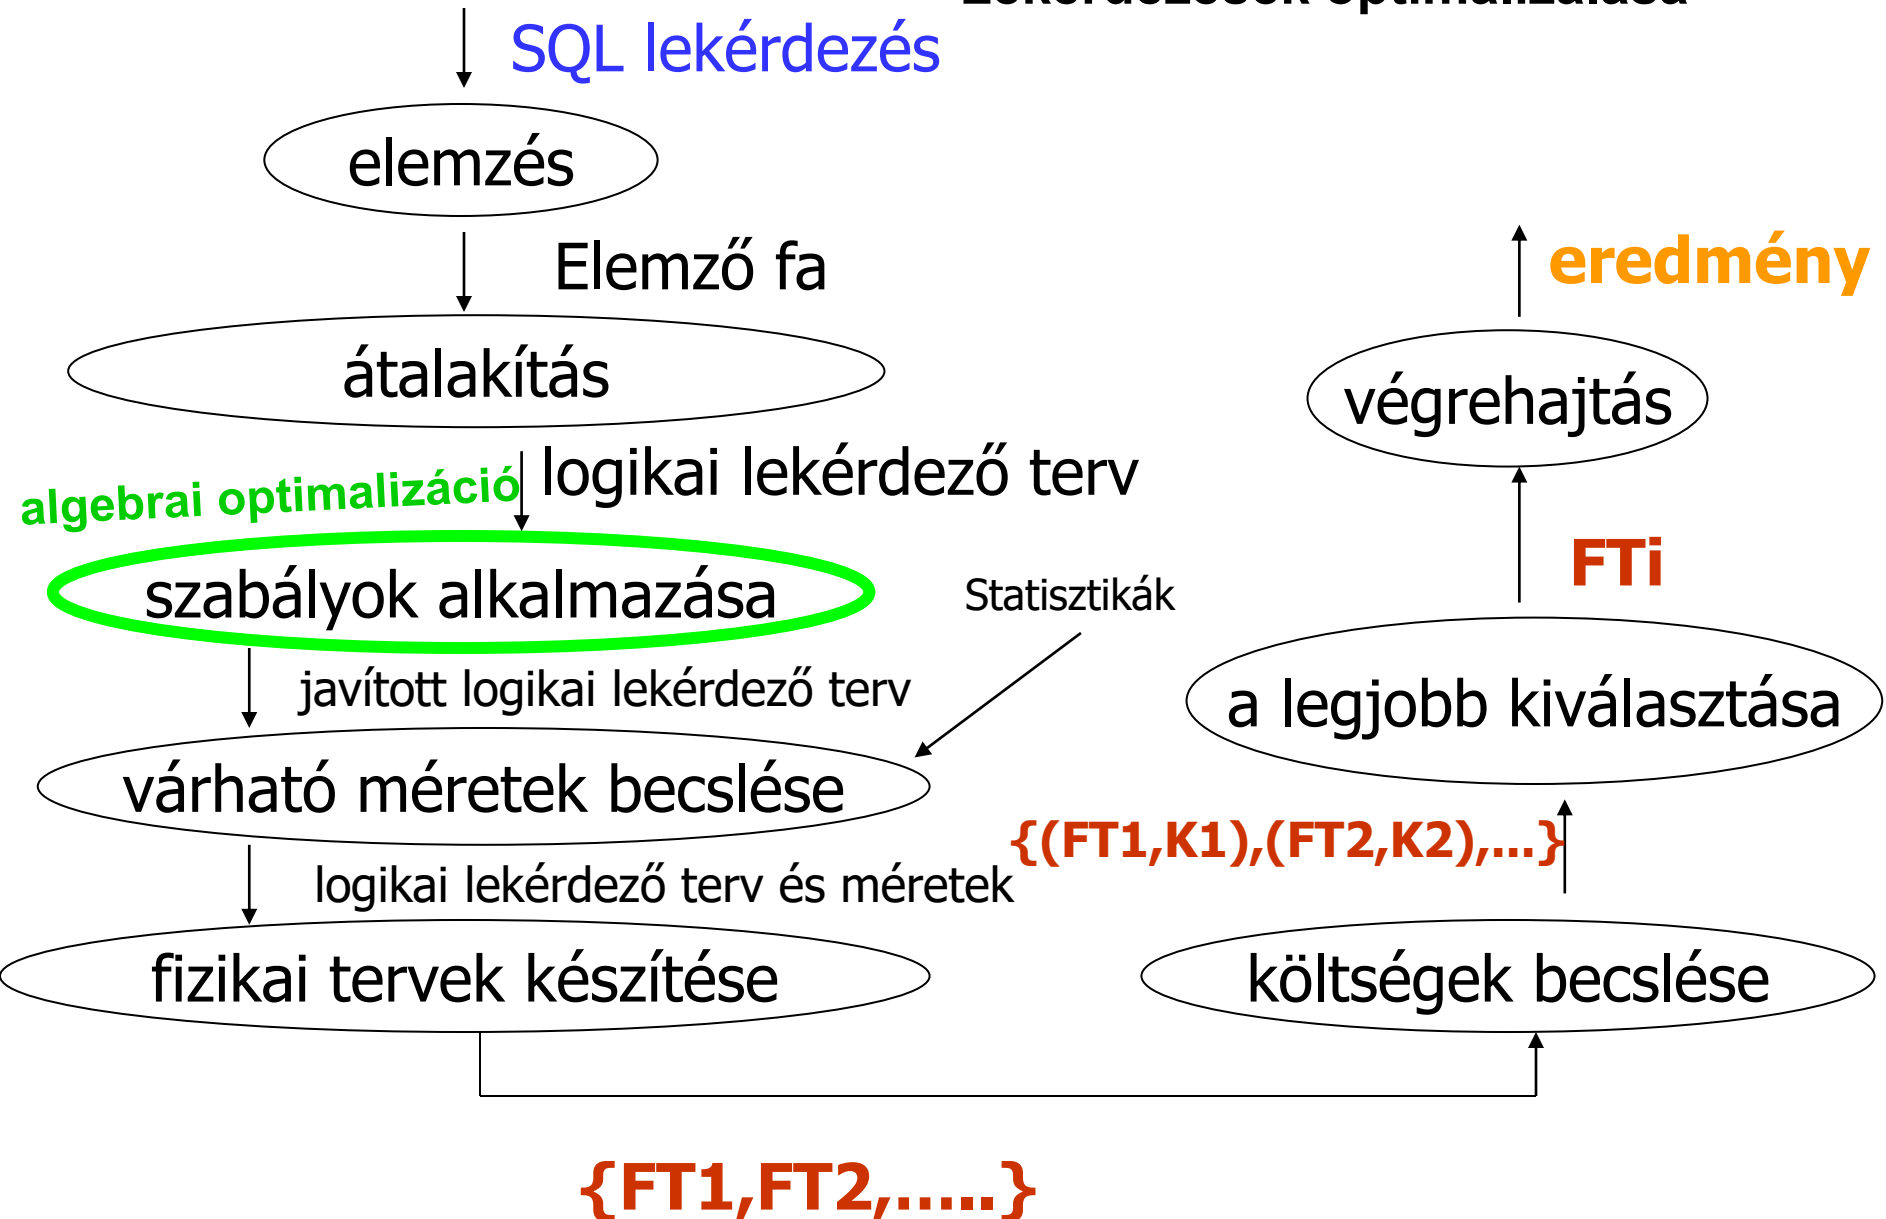 Lekérdezések optimalizálása
SQL lekérdezés
elemzés
Elemző fa
átalakítás
logikai lekérdező terv
algebrai optimalizáció
szabályok alkalmazása
Statisztikák
javított logikai lekérdező terv
várható méretek becslése
logikai lekérdező terv és méretek
fizikai tervek készítése
{FT1,FT2,…..}
költségek becslése
{(FT1,K1),(FT2,K2),...}
a legjobb kiválasztása
FTi
végrehajtás
eredmény